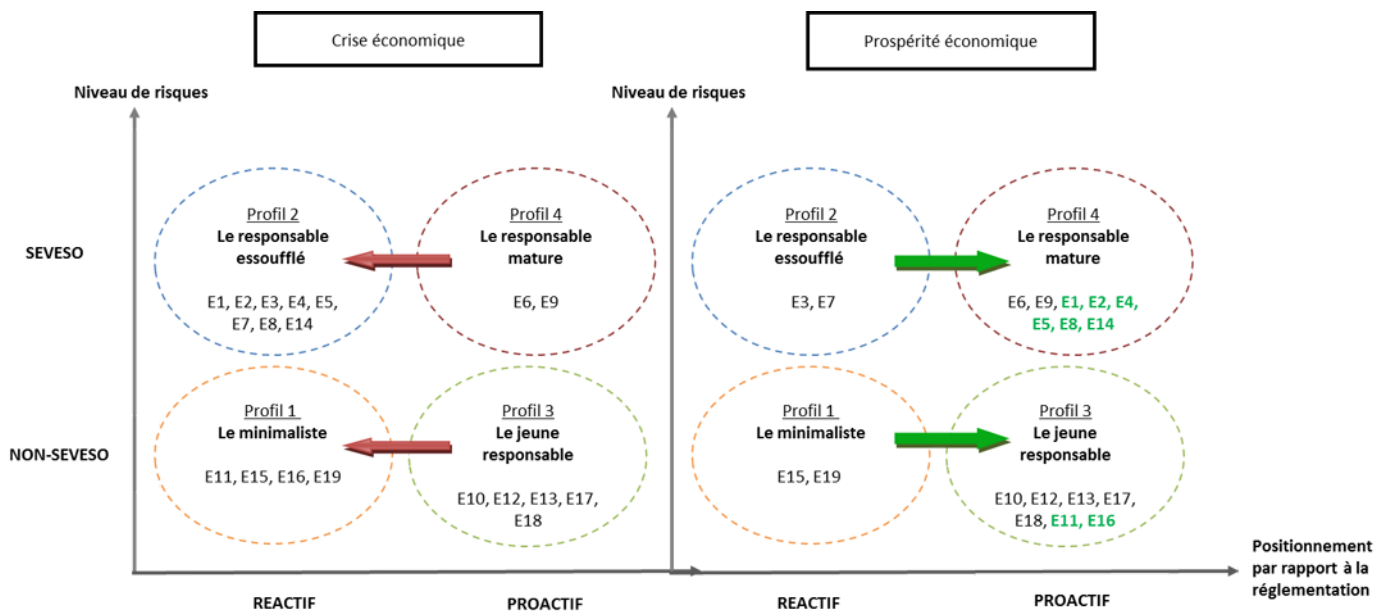 Crise économique
Prospérité économique
Niveau de risques
Niveau de risques
SEVESO
NON-SEVESO
Profil 2
Le responsable
essoufflé
E1, E2, E3, E4, E5,
E7, E8, E14
Profil 4
Le responsable
mature
E6, E9
Profil 1
Le minimaliste
E11, E15, E16, E19
Profil 3
Le jeune
responsable
E10, E12, E13, E17,
E18
REACTIF
PROACTIF
Profil 2
Le responsable
essoufflé
E3, E7
Profil 4
Le responsable
mature
E6, E9, E1, E2, E4,
E5, E8, E14
Profil 1
Le minimaliste
E15, E19
Profil 3
Le jeune
responsable
E10, E12, E13, E17,
E18, E11, E16
REACTIF
PROACTIF
Positionnement
par rapport à la
réglementation